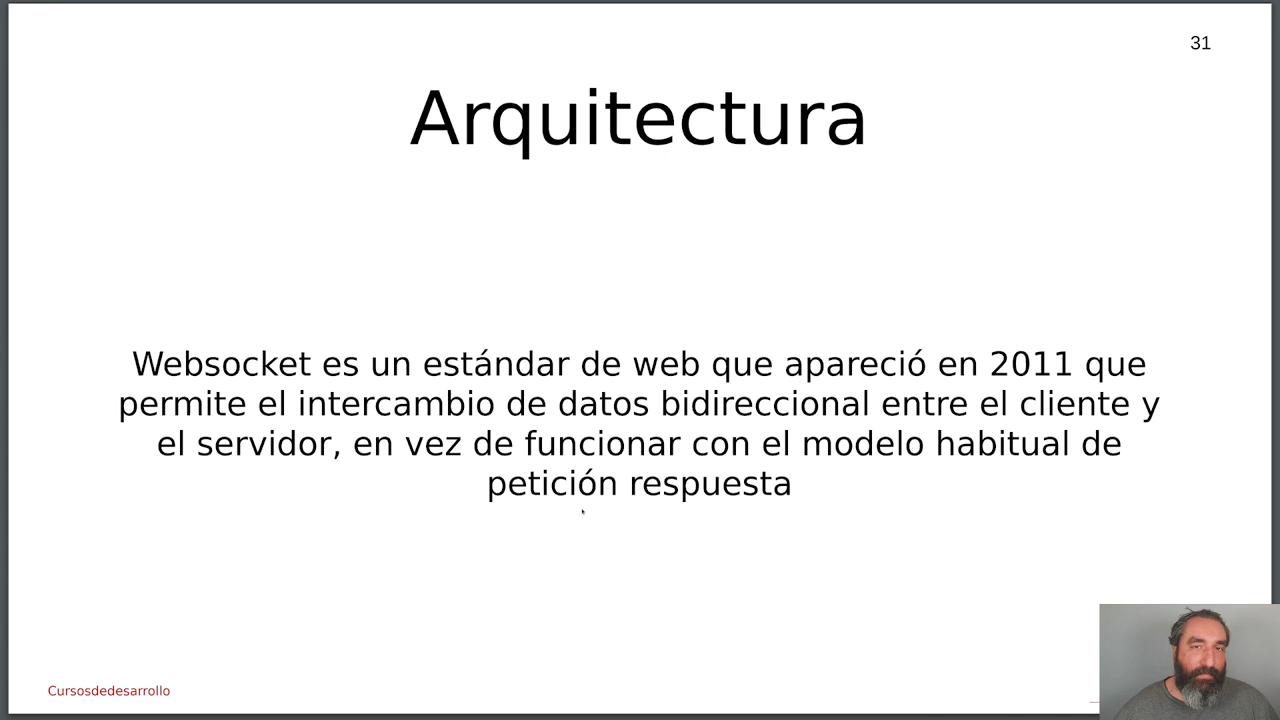 31
Arquitectura
Websocket es un estándar de web que apareció en 2011 que
permite el intercambio de datos bidireccional entre el cliente y
el servidor, en vez de funcionar con el modelo habitual de
petición respuesta
Cursosdedesarrollo